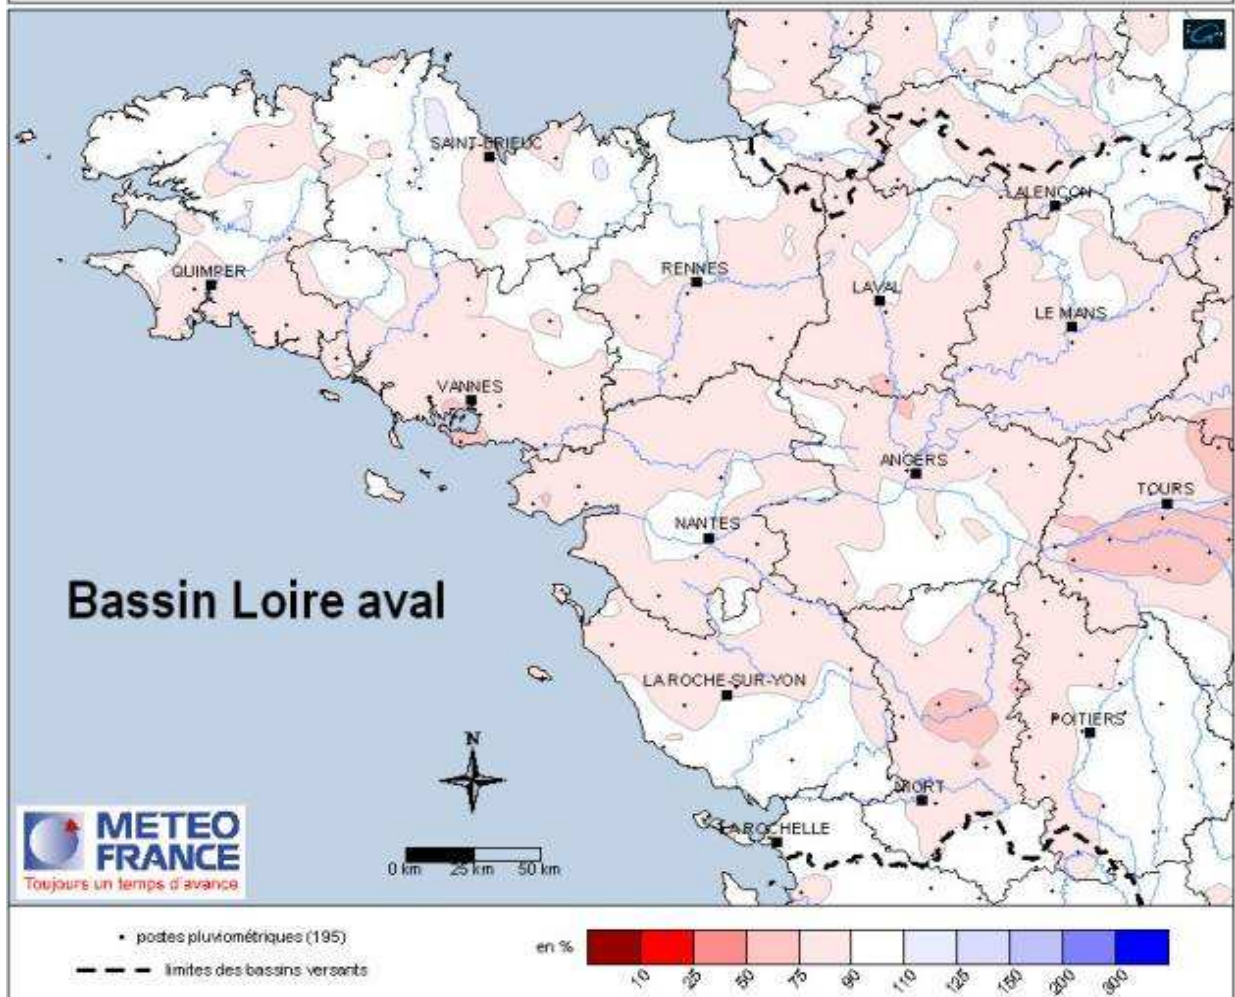 SAINT-BRIEUC
ALENCON
QUIMPER
RENNES
LAVAL
LE MANS
VANNES
ANGERS
TOURS
NANTES
Bassin Loire aval
LA ROCHE-SUR-YON
POITIERS
N
NIORT
LA ROCHELLE
METEO
FRANCE
Toujours un temps d'avance
0 km 25 km 50 km
postes pluviométriques (195)
limites des bassins versants
en %
10 25 50 75 90 110 125 150 200 300